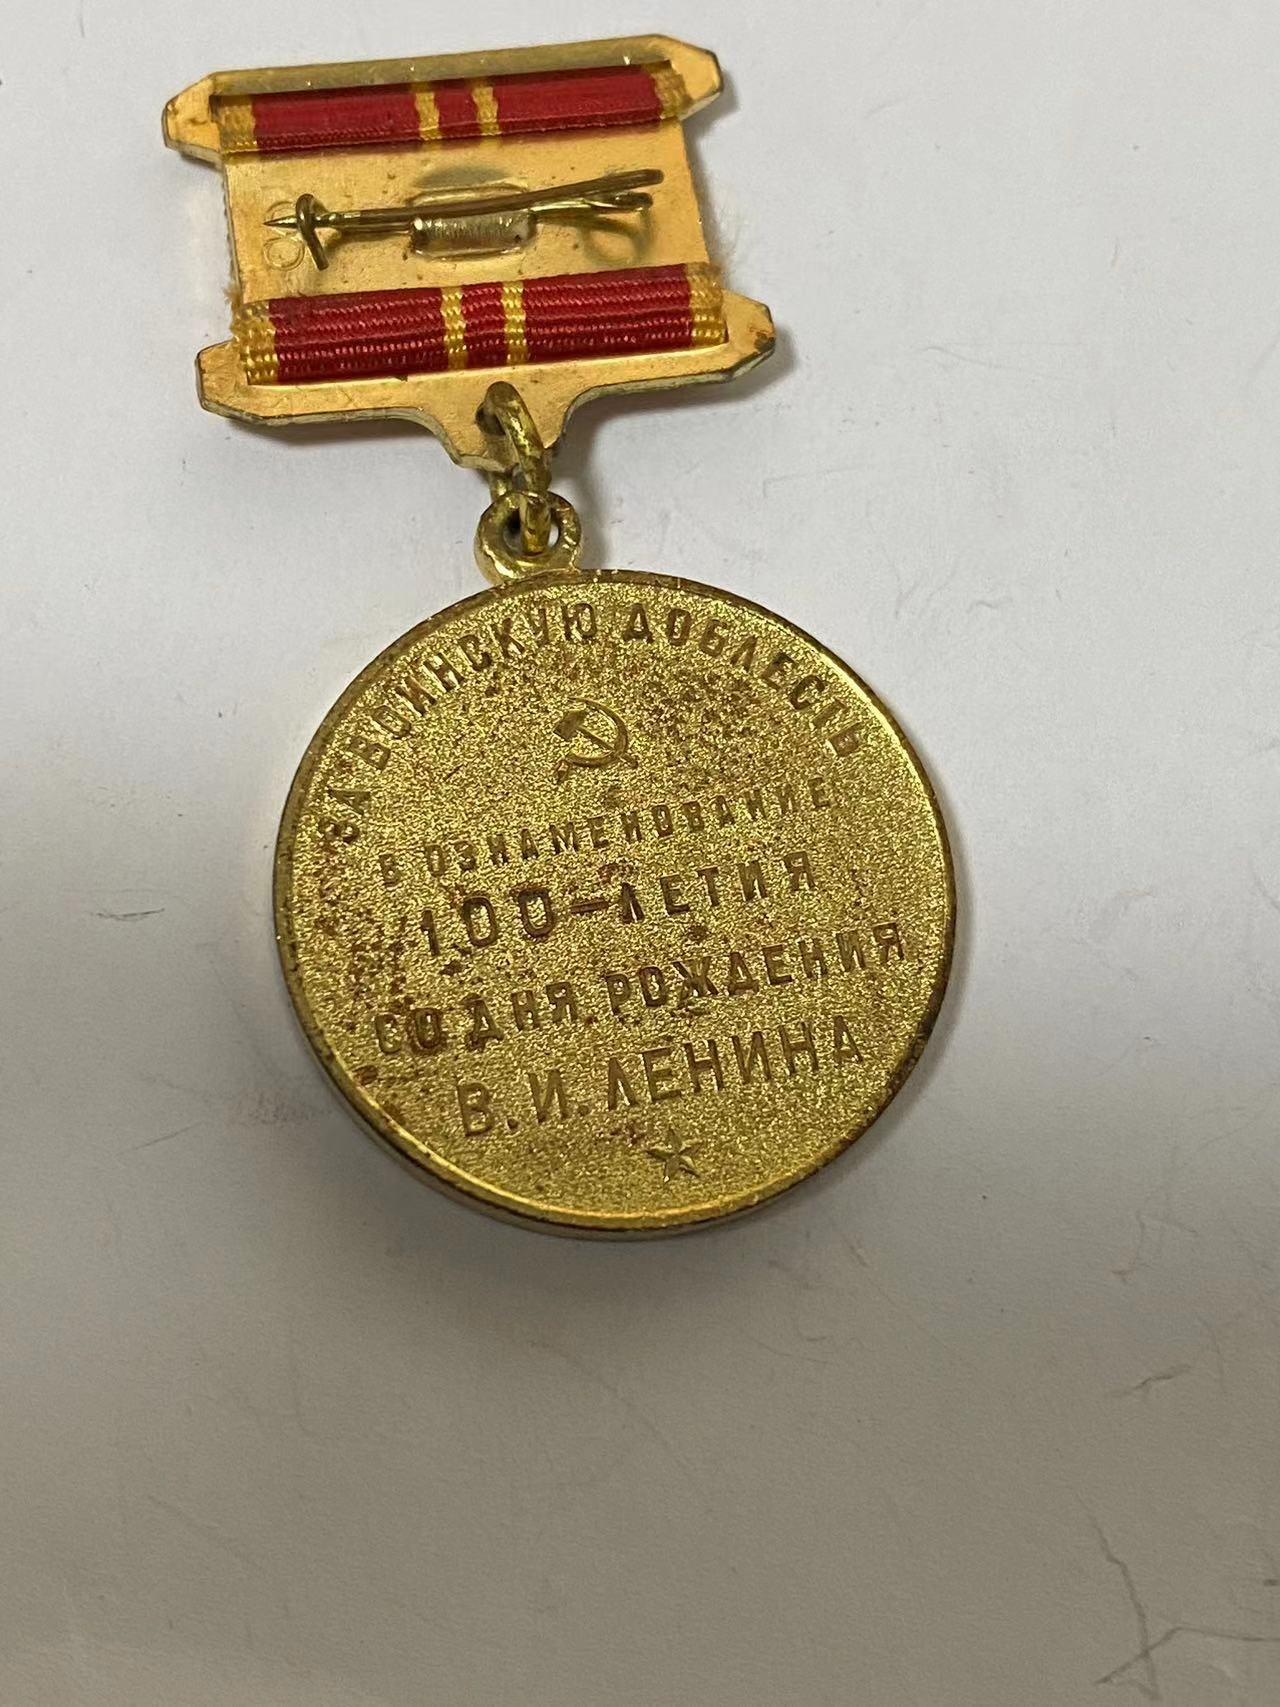 ЗА ВОИНСКУЮ ДОБЛЕСТЬ
В ОЗНАМЕНОВАНИЕ
100-ЛЕТИЯ
СО ДНЯ РОЖДЕНИЯ
В. И. ЛЕНИНА